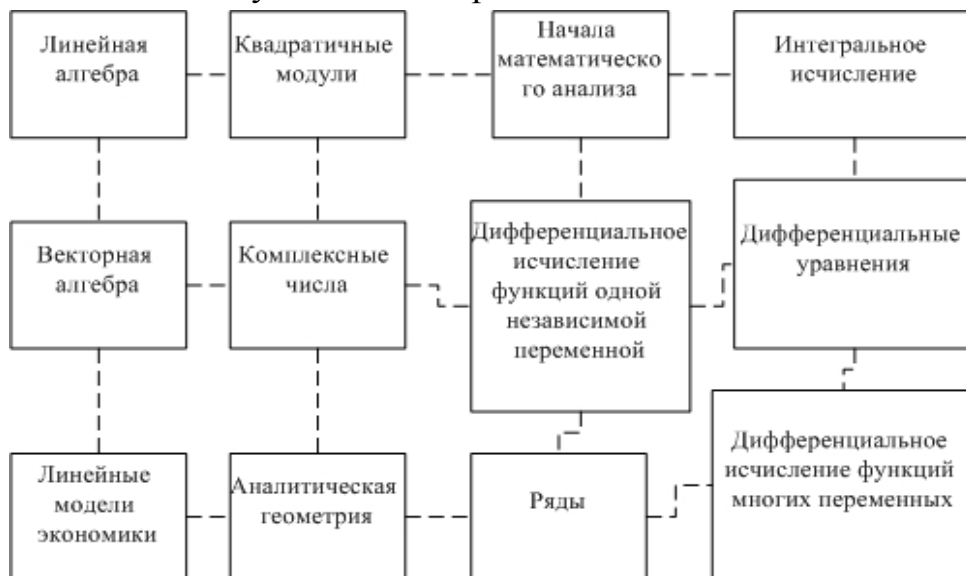 Линейная
алгебра
Квадратичные
модули
Начала
математическо
го анализа
Интегральное
исчисление
Векторная
алгебра
Комплексные
числа
Дифференциальное
исчисление
функций одной
независимой
переменной
Дифференциальные
уравнения
Линейные
модели
экономики
Аналитическая
геометрия
Ряды
Дифференциальное
исчисление функций
многих переменных